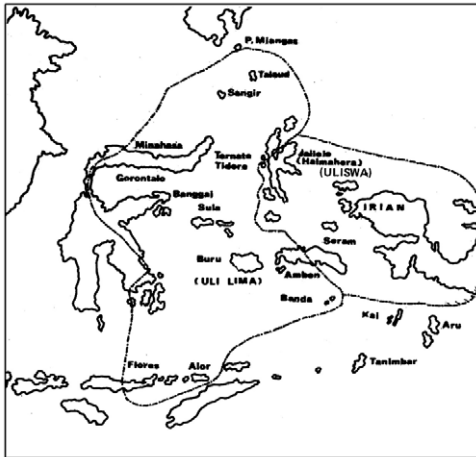 P. Miangas
Talaud
Sangir
Minahasa
Ternate
Tidore
Jailolo
(Halmahera)
(ULISWA)
Gorontalo
Banggai
IRIAN
Sula
Seram
Buru
(ULI LIMA)
Ambon
Banda
Kai
Aru
Flores
Alor
Tanimbar